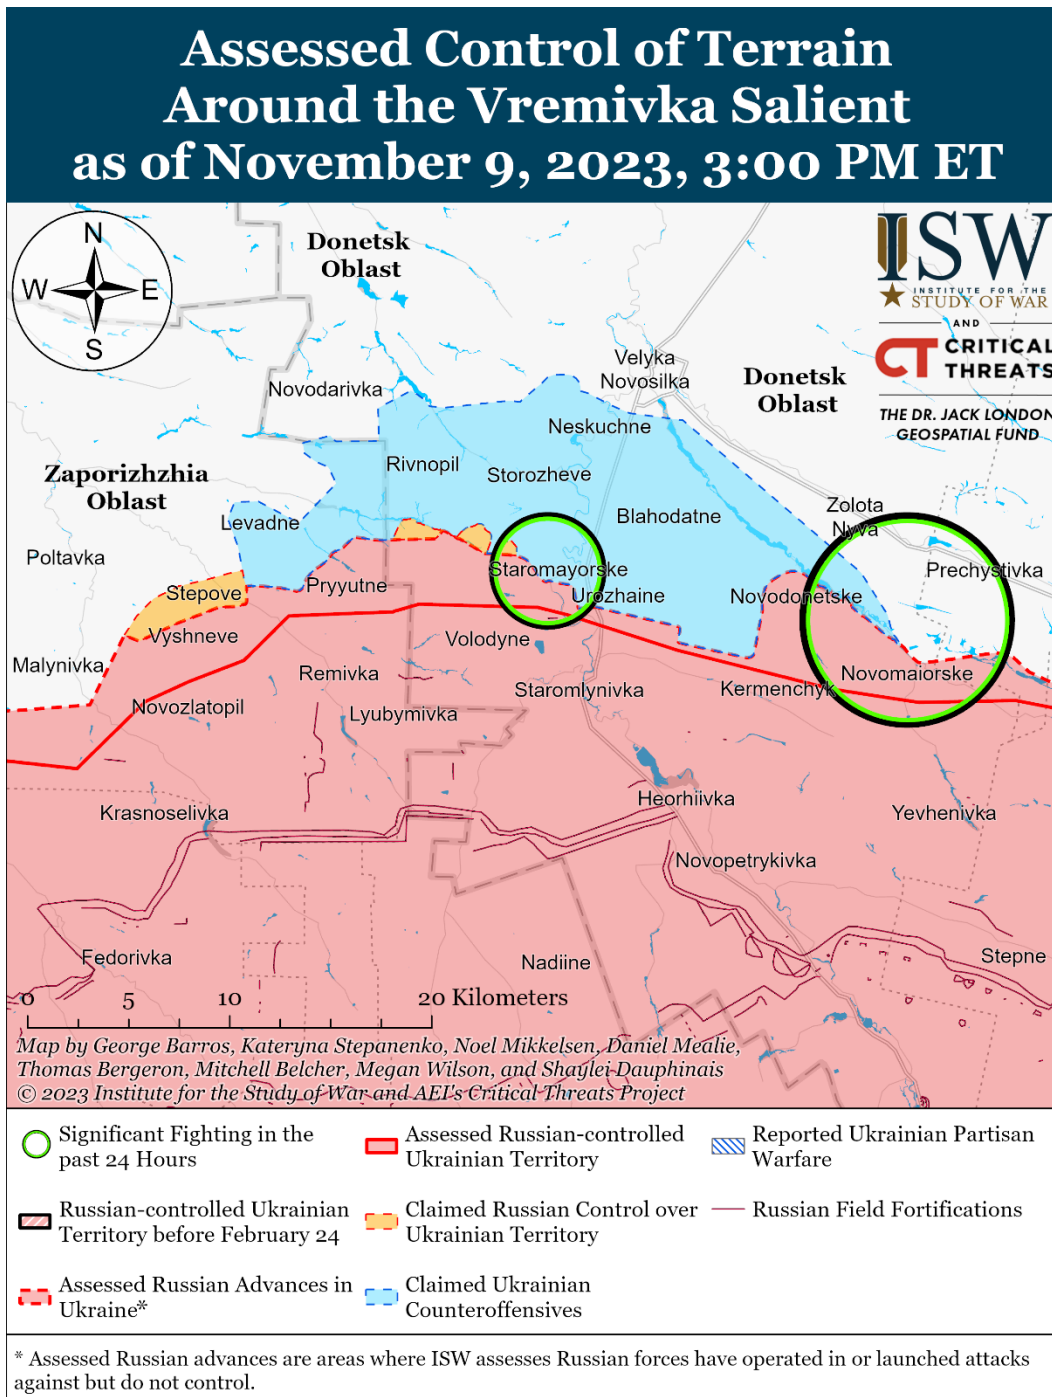 Assessed Control of Terrain
Around the Vremivka Salient
as of November 9, 2023, 3:00 PM ET
N
W
E
S
Donetsk
Oblast
ISW
INSTITUTE FOR THE
STUDY OF WAR
AND
CT CRITICAL
THREATS
THE DR. JACK LONDON
GEOSPATIAL FUND
Velyka
Novosilka
Novodarivka
Donetsk
Oblast
Neskuchne
Rivnopil
Storozheve
Zaporizhzhia
Oblast
Levadne
Blahodatne
Zolota
Nyva
Poltavka
Staromayorske
Prechystivka
Pryyutne
Stepove
Urozhaine
Novodonetske
Vyshneve
Volodyne
Malynivka
Remivka
Novomaiorske
Staromlynivka
Kermenchyk
Novozlatopil
Lyubymivka
Heorhiivka
Krasnoselivka
Yevhenivka
Novopetrykivka
Fedorivka
Nadiine
Stepne
0 5 10 20 Kilometers
Map by George Barros, Kateryna Stepanenko, Noel Mikkelsen, Daniel Mealie,
Thomas Bergeron, Mitchell Belcher, Megan Wilson, and Shaylei Dauphinais
© 2023 Institute for the Study of War and AEI's Critical Threats Project
Significant Fighting in the
past 24 Hours
Assessed Russian-controlled
Ukrainian Territory
Reported Ukrainian Partisan
Warfare
Russian-controlled Ukrainian
Territory before February 24
Claimed Russian Control over
Ukrainian Territory
Russian Field Fortifications
Assessed Russian Advances in
Ukraine*
Claimed Ukrainian
Counteroffensives
* Assessed Russian advances are areas where ISW assesses Russian forces have operated in or launched attacks
against but do not control.